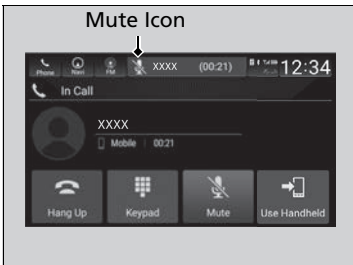 Mute Icon
Phone Navi FM XXXX (00:21) 12:34
In Call
XXXX
Mobile 00:21
Hang Up Keypad Mute Use Handheld